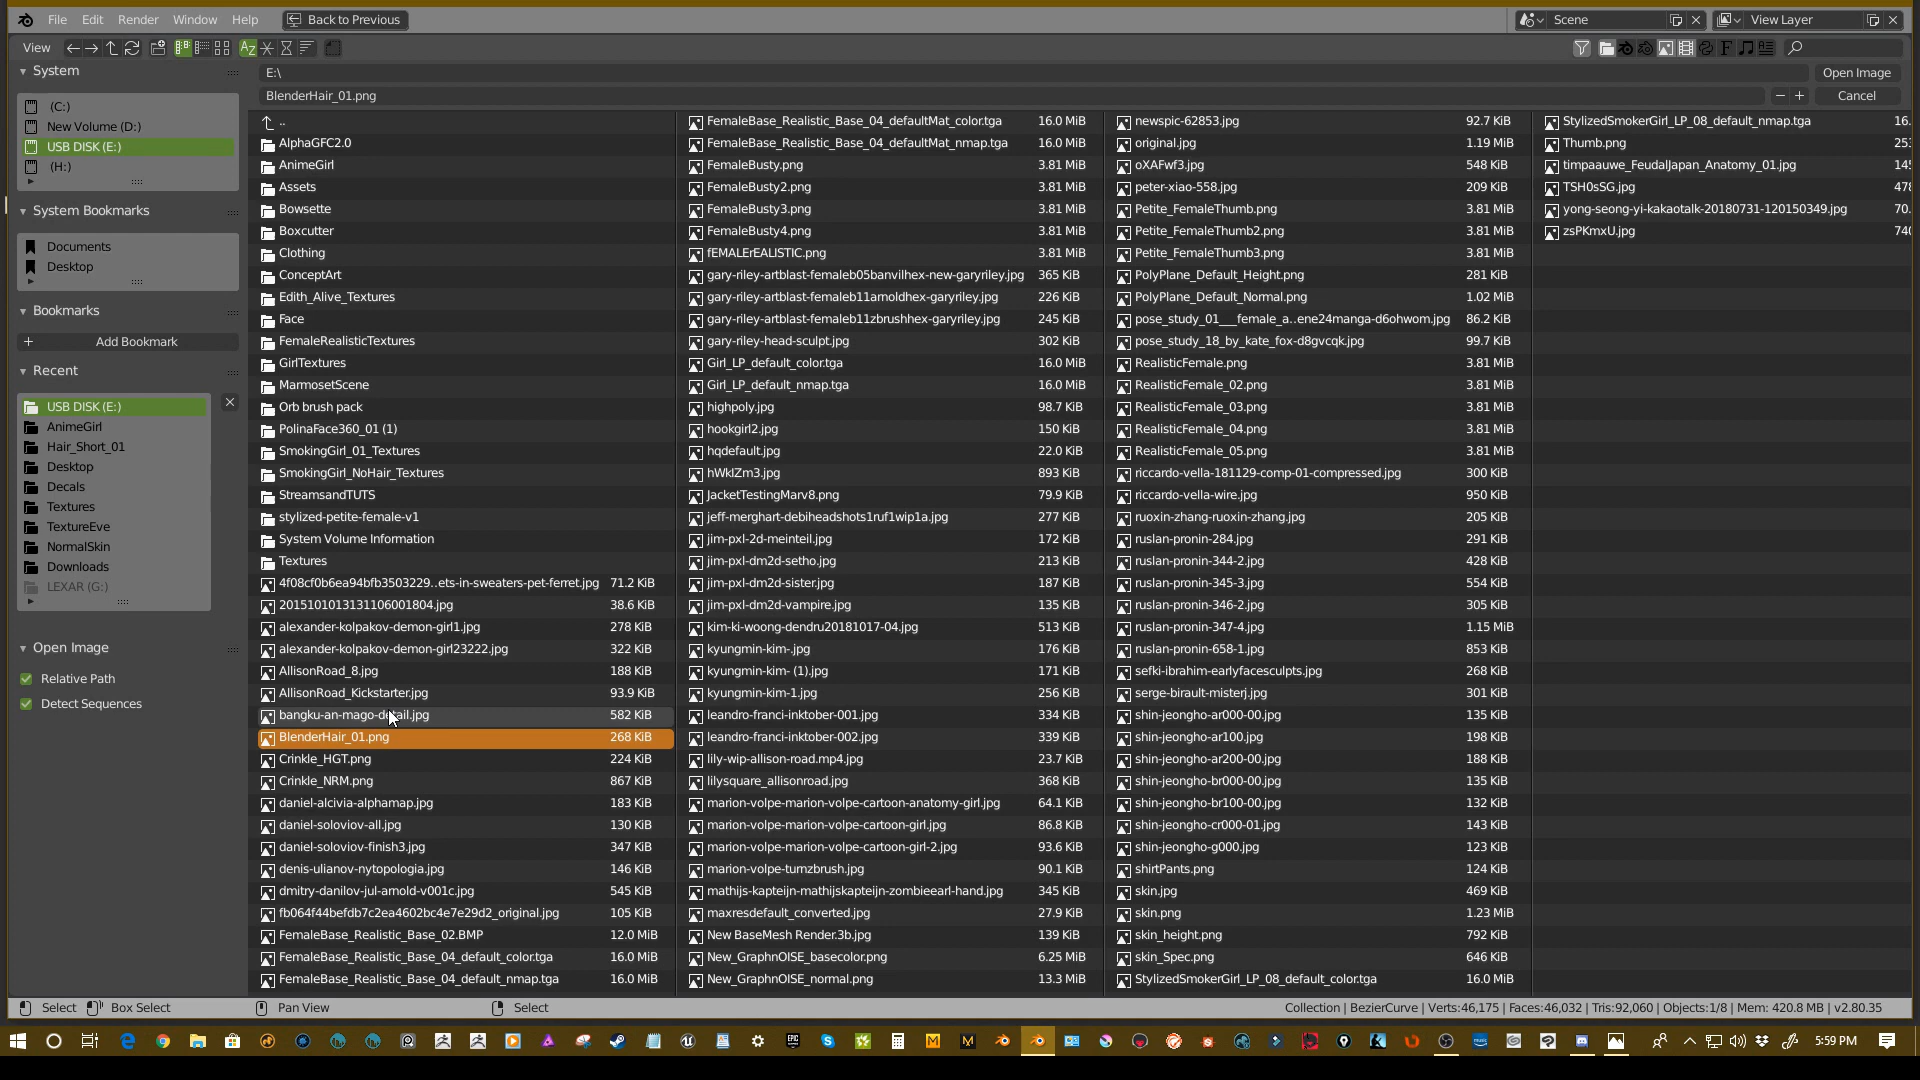 File Edit Render Window Help Back to Previous Scene View Layer
View
System
(C:)
New Volume (D:)
USB DISK (E:)
(H:)
System Bookmarks
Documents
Desktop
Bookmarks
Add Bookmark
Recent
USB DISK (E:)
AnimeGirl
Hair_Short_01
Desktop
Decals
Textures
TextureEve
NormalSkin
Downloads
LEXAR (G:)
Open Image
Relative Path
Detect Sequences
E:\ Open Image
BlenderHair_01.png Cancel
..
AlphaGFC2.0
AnimeGirl
Assets
Bowsette
Boxcutter
Clothing
ConceptArt
Edith_Alive_Textures
Face
FemaleRealisticTextures
GirlTextures
MarmosetScene
Orb brush pack
PolinaFace360_01 (1)
SmokingGirl_01_Textures
SmokingGirl_NoHair_Textures
StreamsandTUTS
stylized-petite-female-v1
System Volume Information
Textures
4f08cf0b6ea94bfb3503229..ets-in-sweaters-pet-ferret.jpg 71.2 KiB
2015101013131106001804.jpg 38.6 KiB
alexander-kolpakov-demon-girl1.jpg 278 KiB
alexander-kolpakov-demon-girl23222.jpg 322 KiB
AllisonRoad_8.jpg 188 KiB
AllisonRoad_Kickstarter.jpg 93.9 KiB
bangku-an-mago-detail.jpg 582 KiB
BlenderHair_01.png 268 KiB
Crinkle_HGT.png 224 KiB
Crinkle_NRM.png 867 KiB
daniel-alcivia-alphamap.jpg 183 KiB
daniel-soloviov-all.jpg 130 KiB
daniel-soloviov-finish3.jpg 347 KiB
denis-ulianov-nytopologia.jpg 146 KiB
dmitry-danilov-jul-arnold-v001c.jpg 545 KiB
fb064f44befdb7c2ea4602bc4e7e29d2_original.jpg 105 KiB
FemaleBase_Realistic_Base_02.BMP 12.0 MiB
FemaleBase_Realistic_Base_04_default_color.tga 16.0 MiB
FemaleBase_Realistic_Base_04_default_nmap.tga 16.0 MiB
FemaleBase_Realistic_Base_04_defaultMat_color.tga 16.0 MiB
FemaleBase_Realistic_Base_04_defaultMat_nmap.tga 16.0 MiB
FemaleBusty.png 3.81 MiB
FemaleBusty2.png 3.81 MiB
FemaleBusty3.png 3.81 MiB
FemaleBusty4.png 3.81 MiB
fEMALErEALISTIC.png 3.81 MiB
gary-riley-artblast-femaleb05banvilhex-new-garyriley.jpg 365 KiB
gary-riley-artblast-femaleb11arnoldhex-garyriley.jpg 226 KiB
gary-riley-artblast-femaleb11zbrushhex-garyriley.jpg 245 KiB
gary-riley-head-sculpt.jpg 302 KiB
Girl_LP_default_color.tga 16.0 MiB
Girl_LP_default_nmap.tga 16.0 MiB
highpoly.jpg 98.7 KiB
hookgirl2.jpg 150 KiB
hqdefault.jpg 22.0 KiB
hWkIZm3.jpg 893 KiB
JacketTestingMarv8.png 79.9 KiB
jeff-merghart-debiheadshots1ruf1wip1a.jpg 277 KiB
jim-pxl-2d-meinteil.jpg 172 KiB
jim-pxl-dm2d-setho.jpg 213 KiB
jim-pxl-dm2d-sister.jpg 187 KiB
jim-pxl-dm2d-vampire.jpg 135 KiB
kim-ki-woong-dendru20181017-04.jpg 513 KiB
kyungmin-kim-.jpg 176 KiB
kyungmin-kim- (1).jpg 171 KiB
kyungmin-kim-1.jpg 256 KiB
leandro-franci-inktober-001.jpg 334 KiB
leandro-franci-inktober-002.jpg 339 KiB
lily-wip-allison-road.mp4.jpg 23.7 KiB
lilysquare_allisonroad.jpg 368 KiB
marion-volpe-marion-volpe-cartoon-anatomy-girl.jpg 64.1 KiB
marion-volpe-marion-volpe-cartoon-girl.jpg 86.8 KiB
marion-volpe-marion-volpe-cartoon-girl-2.jpg 93.6 KiB
marion-volpe-turnzbrush.jpg 90.1 KiB
mathijs-kapteijn-mathijskapteijn-zombieearl-hand.jpg 345 KiB
maxresdefault_converted.jpg 27.9 KiB
New BaseMesh Render.3b.jpg 139 KiB
New_GraphnOISE_basecolor.png 6.25 MiB
New_GraphnOISE_normal.png 13.3 MiB
newspic-62853.jpg 92.7 KiB
original.jpg 1.19 MiB
oXAFwf3.jpg 548 KiB
peter-xiao-558.jpg 209 KiB
Petite_FemaleThumb.png 3.81 MiB
Petite_FemaleThumb2.png 3.81 MiB
Petite_FemaleThumb3.png 3.81 MiB
PolyPlane_Default_Height.png 281 KiB
PolyPlane_Default_Normal.png 1.02 MiB
pose_study_01___female_a..ene24manga-d6ohwom.jpg 86.2 KiB
pose_study_18_by_kate_fox-d8gvcqk.jpg 99.7 KiB
RealisticFemale.png 3.81 MiB
RealisticFemale_02.png 3.81 MiB
RealisticFemale_03.png 3.81 MiB
RealisticFemale_04.png 3.81 MiB
RealisticFemale_05.png 3.81 MiB
riccardo-vella-181129-comp-01-compressed.jpg 300 KiB
riccardo-vella-wire.jpg 950 KiB
ruoxin-zhang-ruoxin-zhang.jpg 205 KiB
ruslan-pronin-284.jpg 291 KiB
ruslan-pronin-344-2.jpg 428 KiB
ruslan-pronin-345-3.jpg 554 KiB
ruslan-pronin-346-2.jpg 305 KiB
ruslan-pronin-347-4.jpg 1.15 MiB
ruslan-pronin-658-1.jpg 853 KiB
sefki-ibrahim-earlyfacesculpts.jpg 268 KiB
serge-birault-misterj.jpg 301 KiB
shin-jeongho-ar000-00.jpg 135 KiB
shin-jeongho-ar100.jpg 198 KiB
shin-jeongho-ar200-00.jpg 188 KiB
shin-jeongho-br000-00.jpg 135 KiB
shin-jeongho-br100-00.jpg 132 KiB
shin-jeongho-cr000-01.jpg 143 KiB
shin-jeongho-g000.jpg 123 KiB
shirtPants.png 124 KiB
skin.jpg 469 KiB
skin.png 1.23 MiB
skin_height.png 792 KiB
skin_Spec.png 646 KiB
StylizedSmokerGirl_LP_08_default_color.tga 16.0 MiB
StylizedSmokerGirl_LP_08_default_nmap.tga 16.
Thumb.png 253
timpaauwe_FeudalJapan_Anatomy_01.jpg 145
TSH0sSG.jpg 478
yong-seong-yi-kakaotalk-20180731-120150349.jpg 70.
zsPKmxU.jpg 740
Select Box Select Pan View Select Collection | BezierCurve | Verts:46,175 | Faces:46,032 | Tris:92,060 | Objects:1/8 | Mem: 420.8 MB | v2.80.35
5:59 PM